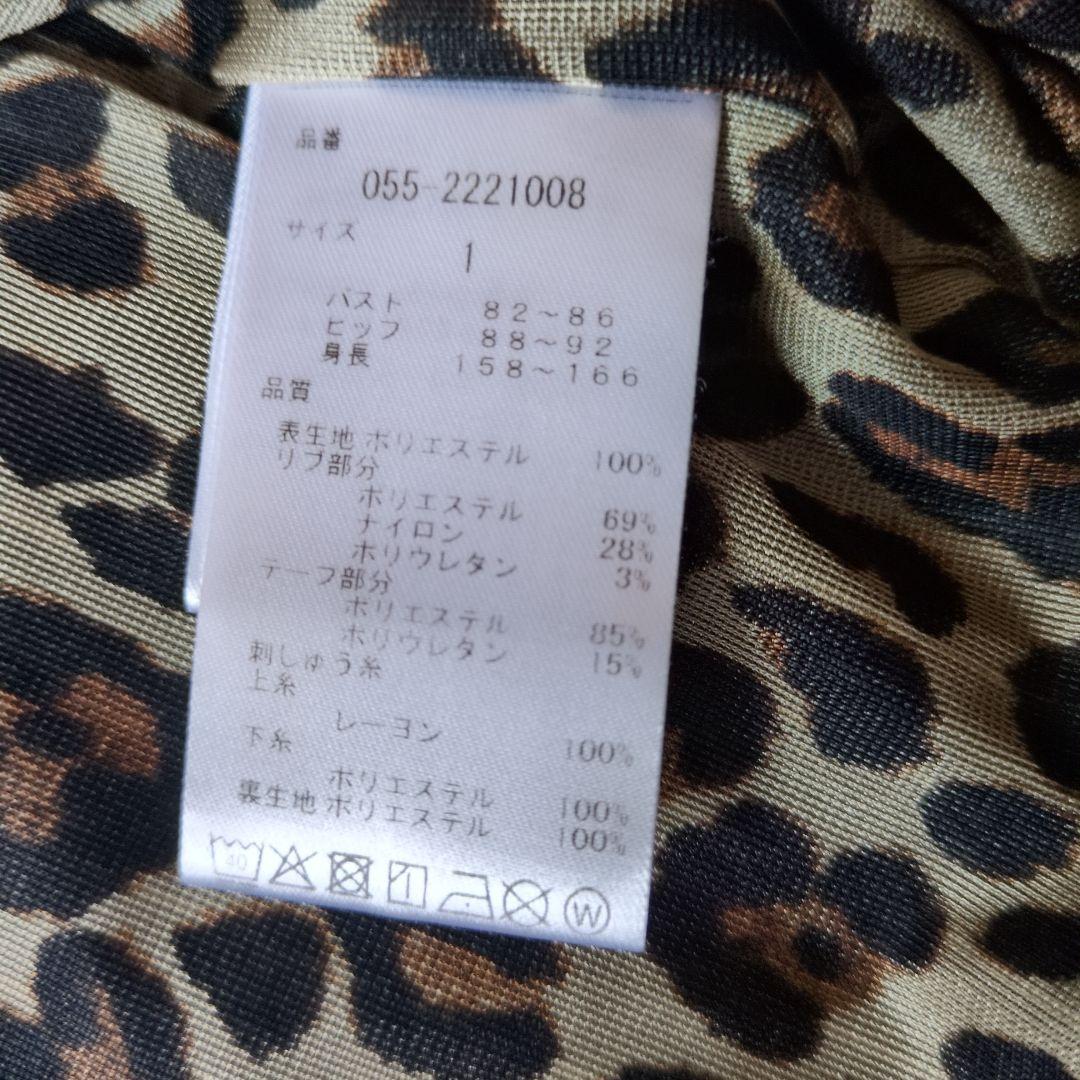 品番
055-2221008
サイズ
1
バスト 82～86
ヒップ 88～92
身長 158～166
品質
表生地 ポリエステル 100%
リブ部分
ポリエステル 69%
ナイロン 28%
ポリウレタン 3%
テープ部分
ポリエステル 85%
ポリウレタン 15%
刺しゅう糸
上糸
レーヨン 100%
下糸
ポリエステル 100%
裏生地 ポリエステル 100%
40
W